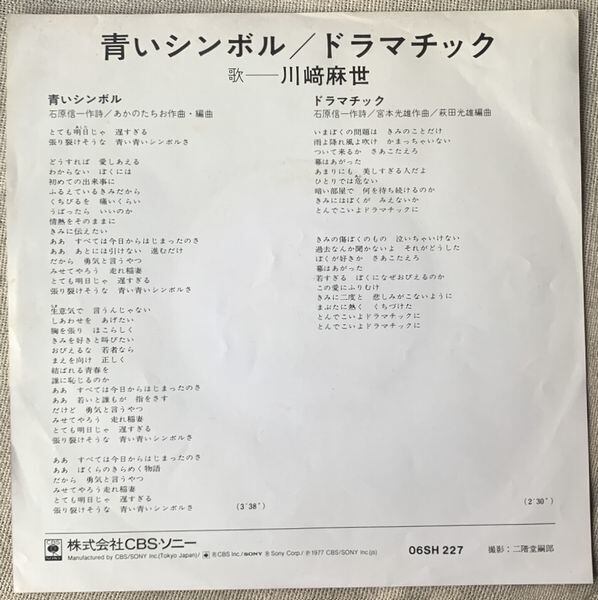 青いシンボル／ドラマチック
歌──川﨑麻世
青いシンボル
石原信一作詩／あかのたちお作曲・編曲
とても明日じゃ 遅すぎる
張り裂けそうな 青い青いシンボルさ
どうすれば 愛しあえる
わからない ぼくには
初めての出来事に
ふるえているきみだから
くちびるを 痛いくらい
うばったら いいのか
情熱をそのままに
きみに伝えたい
ああ すべては今日からはじまったのさ
ああ あとには引けない 進むだけ
だから 勇気と言うやつ
みせてやろう 走れ稲妻
とても明日じゃ 遅すぎる
張り裂けそうな 青い青いシンボルさ
生意気で 言うんじゃない
しあわせを あげたい
胸を張り はこらしく
きみを好きと叫びたい
おびえるな 若者なら
まえを向け 正しく
結ばれる青春を
誰に恥じるのか
ああ すべては今日からはじまったのさ
ああ 若いと誰もが 指をさす
だけど 勇気と言うやつ
みせてやろう 走れ稲妻
とても明日じゃ 遅すぎる
張り裂けそうな 青い青いシンボルさ
ああ すべては今日からはじまったのさ
ああ ぼくらのきらめく物語
だから 勇気と言うやつ
みせてやろう走れ稲妻
とても明日じゃ 遅すぎる
張り裂けそうな 青い青いシンボルさ
(3'38")
ドラマチック
石原信一作詩／宮本光雄作曲／萩田光雄編曲
いまぼくの問題は きみのことだけ
雨よ降れ風よ吹け かまっちゃいない
ついて来るか さあこたえろ
幕はあがった
あまりにも 美しすぎる人だよ
ひとりでは危ない
暗い部屋で 何を待ち続けるのか
きみにはぼくが みえないか
とんでこいよドラマチックに
きみの傷ぼくのもの 泣いちゃいけない
過去なんか聞かないよ それがどうした
ぼくが好きか さあこたえろ
幕はあがった
若すぎる ぼくになぜおびえるのか
この愛にふりむけ
きみに二度と 悲しみがこないように
まぶたに熱く くちづけた
とんでこいよドラマチックに
とんでこいよドラマチックに
(2'30")
CBS SONY 株式会社CBS・ソニー
Manufactured by CBS/SONY Inc.(Tokyo Japan)/ ® CBS Inc./SONY ® Sony Corp./ ℗ 1977 CBS/SONY Inc.(js)
06SH 227
撮影：二階堂嗣郎